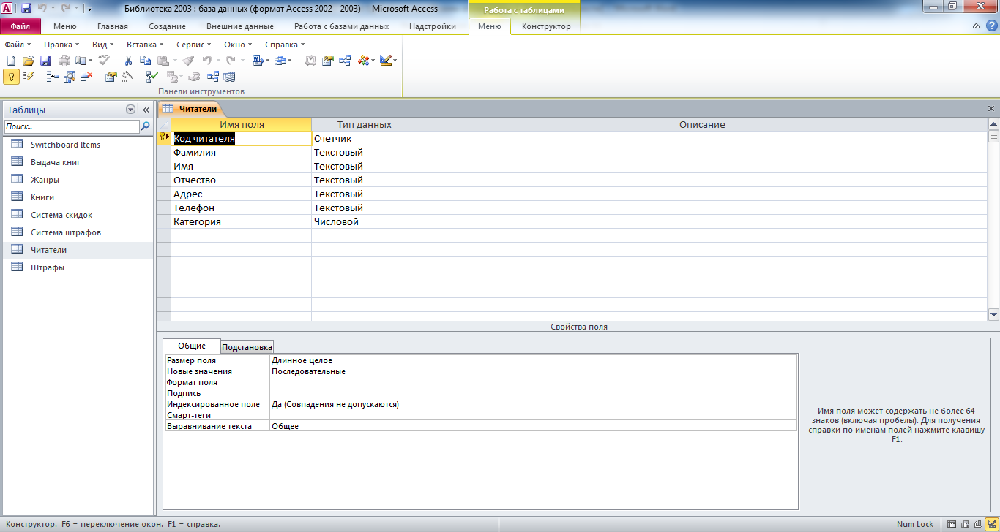 Библиотека 2003 : база данных (формат Access 2002 - 2003) - Microsoft Access
Работа с таблицами
Файл Меню Главная Создание Внешние данные Работа с базами данных Надстройки Меню Конструктор
Файл Правка Вид Вставка Сервис Окно Справка
Панели инструментов
Таблицы
Поиск...
Switchboard Items
Выдача книг
Жанры
Книги
Система скидок
Система штрафов
Читатели
Штрафы
Читатели
Имя поля Тип данных Описание
Код читателя Счетчик
Фамилия Текстовый
Имя Текстовый
Отчество Текстовый
Адрес Текстовый
Телефон Текстовый
Категория Числовой
Свойства поля
Общие Подстановка
Размер поля Длинное целое
Новые значения Последовательные
Формат поля
Подпись
Индексированное поле Да (Совпадения не допускаются)
Смарт-теги
Выравнивание текста Общее
Имя поля может содержать не более 64
знаков (включая пробелы). Для получения
справки по именам полей нажмите клавишу
F1.
Конструктор. F6 = переключение окон. F1 = справка.
Num Lock